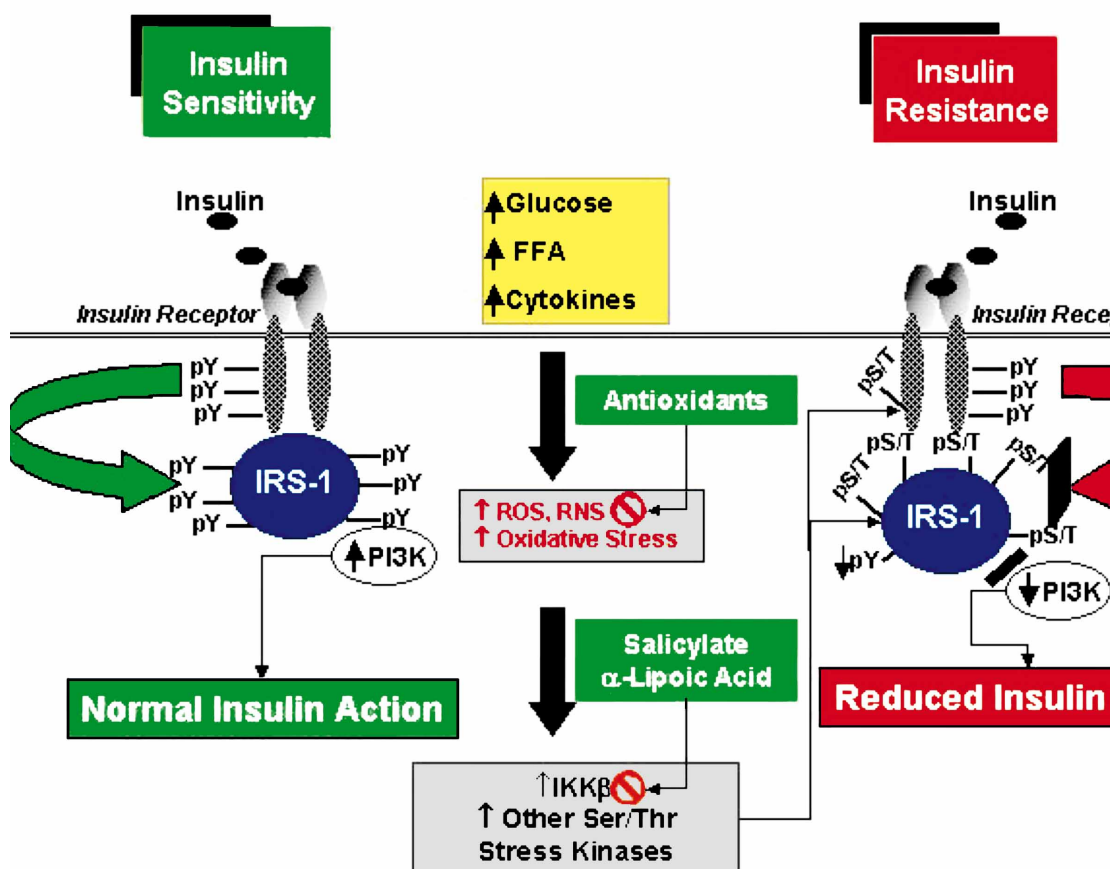 Insulin
Sensitivity
Insulin
Resistance
Insulin
Insulin Receptor
pY
pY
pY
pY
pY
pY
IRS-1
pY
pY
pY
PI3K
Normal Insulin Action
Glucose
FFA
Cytokines
Antioxidants
↑ ROS, RNS
↑ Oxidative Stress
Salicylate
α-Lipoic Acid
↑IKKβ
↑ Other Ser/Thr
Stress Kinases
Insulin
Insulin Rece
pS/T
pY
pY
pY
pS/T
pS/T
pS/T
pS/T
IRS-1
pY
pS/T
PI3K
Reduced Insulin